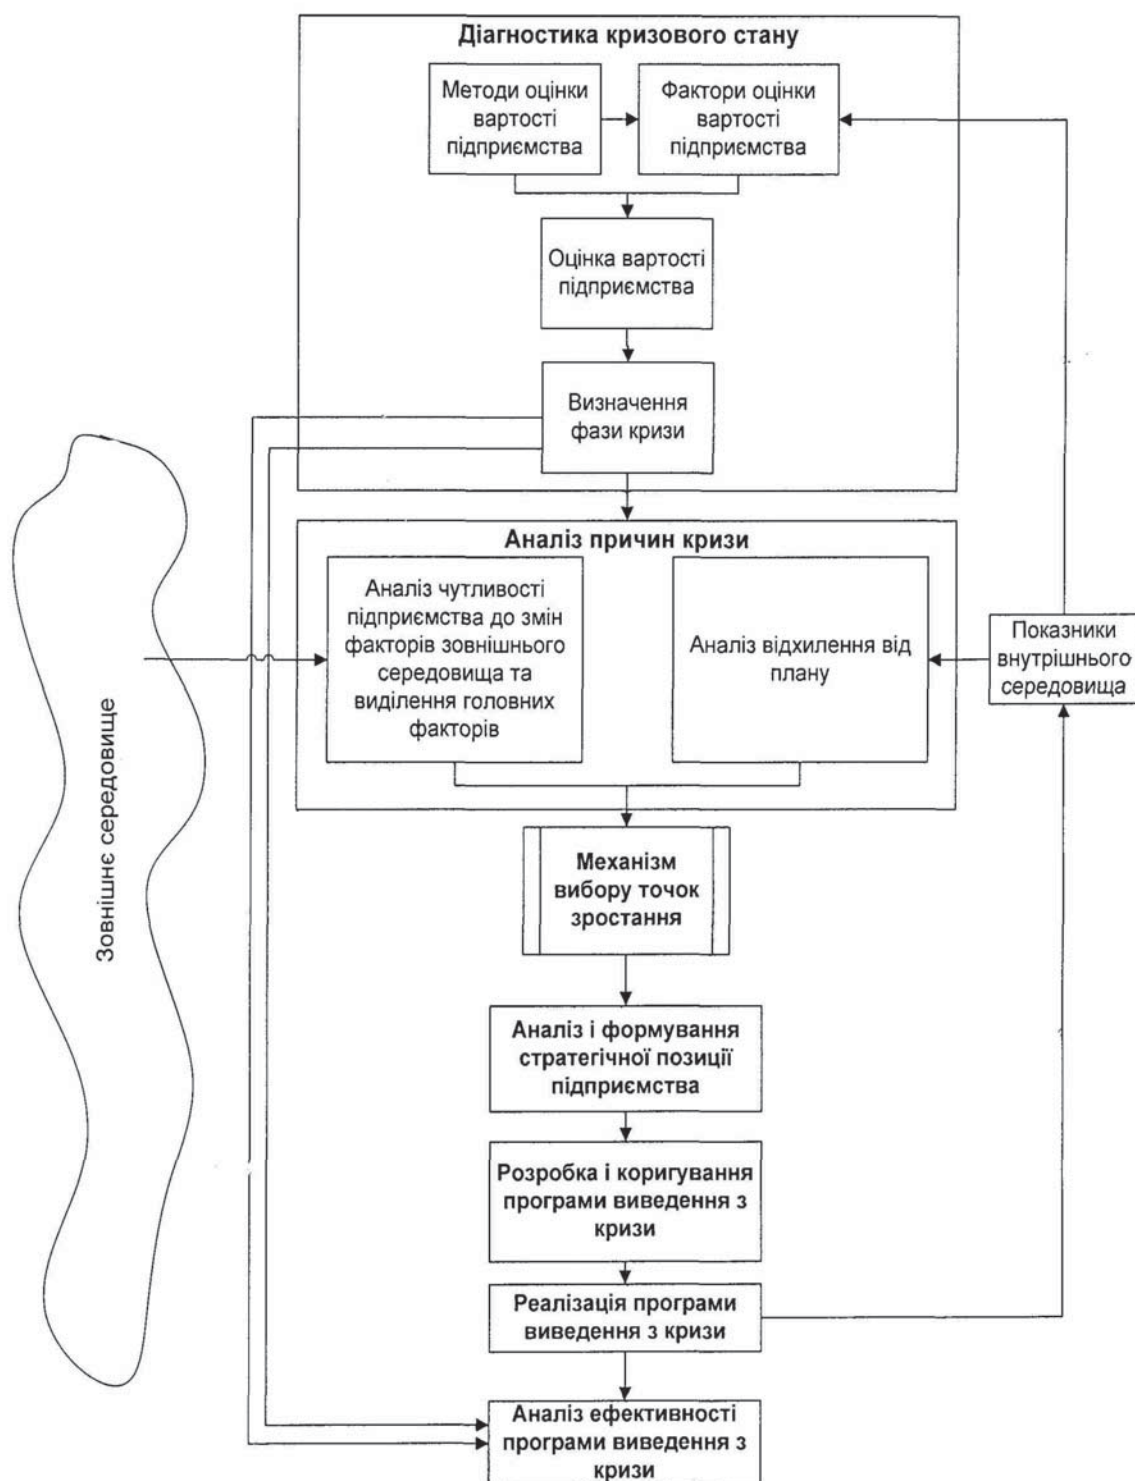 Діагностика кризового стану
Методи оцінки
вартості
підприємства
Фактори оцінки
вартості
підприємства
Оцінка вартості
підприємства
Визначення
фази кризи
Аналіз причин кризи
Аналіз чутливості
підприємства до змін
факторів зовнішнього
середовища та
виділення головних
факторів
Аналіз відхилення від
плану
Показники
внутрішнього
середовища
Зовнішнє середовище
Механізм
вибору точок
зростання
Аналіз і формування
стратегічної позиції
підприємства
Розробка і коригування
програми виведення з
кризи
Реалізація програми
виведення з кризи
Аналіз ефективності
програми виведення з
кризи